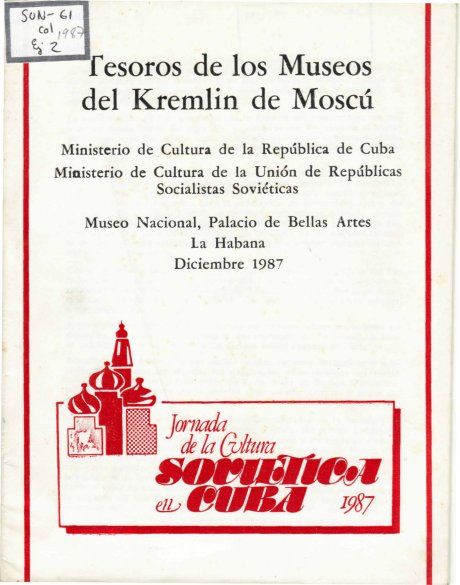 SUN-61
col 1987
Ej 2
Tesoros de los Museos
del Kremlin de Moscú
Ministerio de Cultura de la República de Cuba
Ministerio de Cultura de la Unión de Repúblicas
Socialistas Soviéticas
Museo Nacional, Palacio de Bellas Artes
La Habana
Diciembre 1987
Jornada
de la Cultura
SOVIETICA
en CUBA 1987